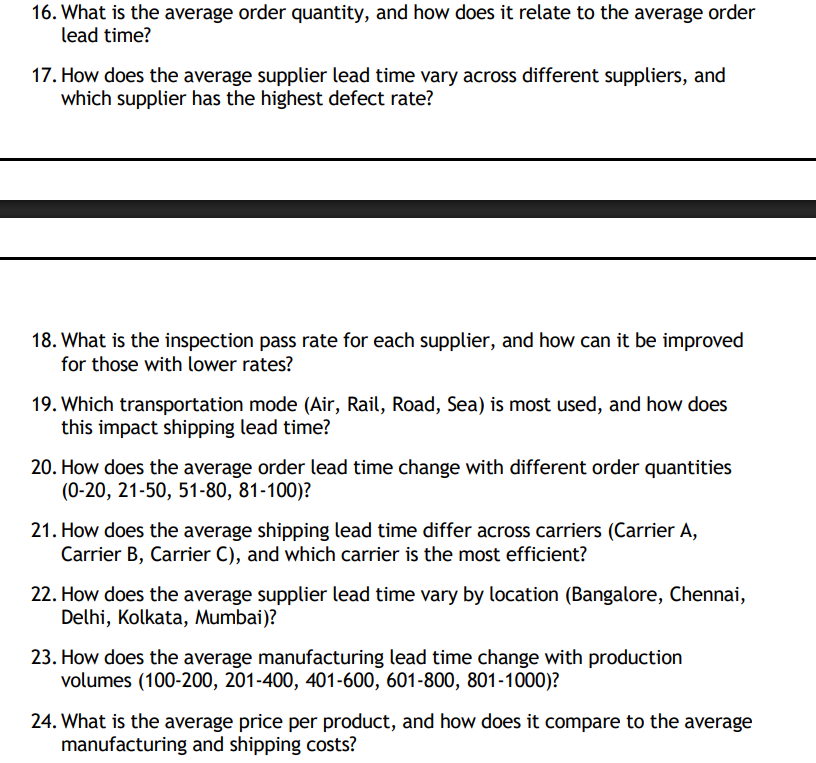 16. What is the average order quantity, and how does it relate to the average order
lead time?
17. How does the average supplier lead time vary across different suppliers, and
which supplier has the highest defect rate?
18. What is the inspection pass rate for each supplier, and how can it be improved
for those with lower rates?
19. Which transportation mode (Air, Rail, Road, Sea) is most used, and how does
this impact shipping lead time?
20. How does the average order lead time change with different order quantities
(0-20, 21-50, 51-80, 81-100)?
21. How does the average shipping lead time differ across carriers (Carrier A,
Carrier B, Carrier C), and which carrier is the most efficient?
22. How does the average supplier lead time vary by location (Bangalore, Chennai,
Delhi, Kolkata, Mumbai)?
23. How does the average manufacturing lead time change with production
volumes (100-200, 201-400, 401-600, 601-800, 801-1000)?
24. What is the average price per product, and how does it compare to the average
manufacturing and shipping costs?